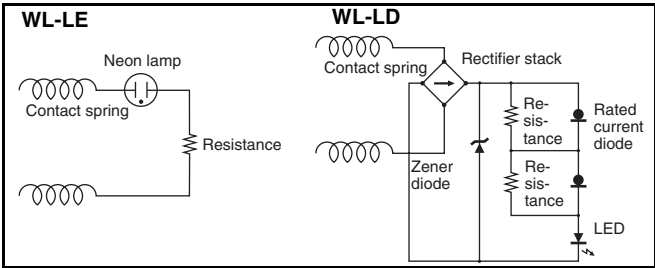 WL-LE
Neon lamp
Contact spring
Resistance
WL-LD
Contact spring
Rectifier stack
Re-
sis-
tance
Rated
current
diode
Zener
diode
Re-
sis-
tance
LED